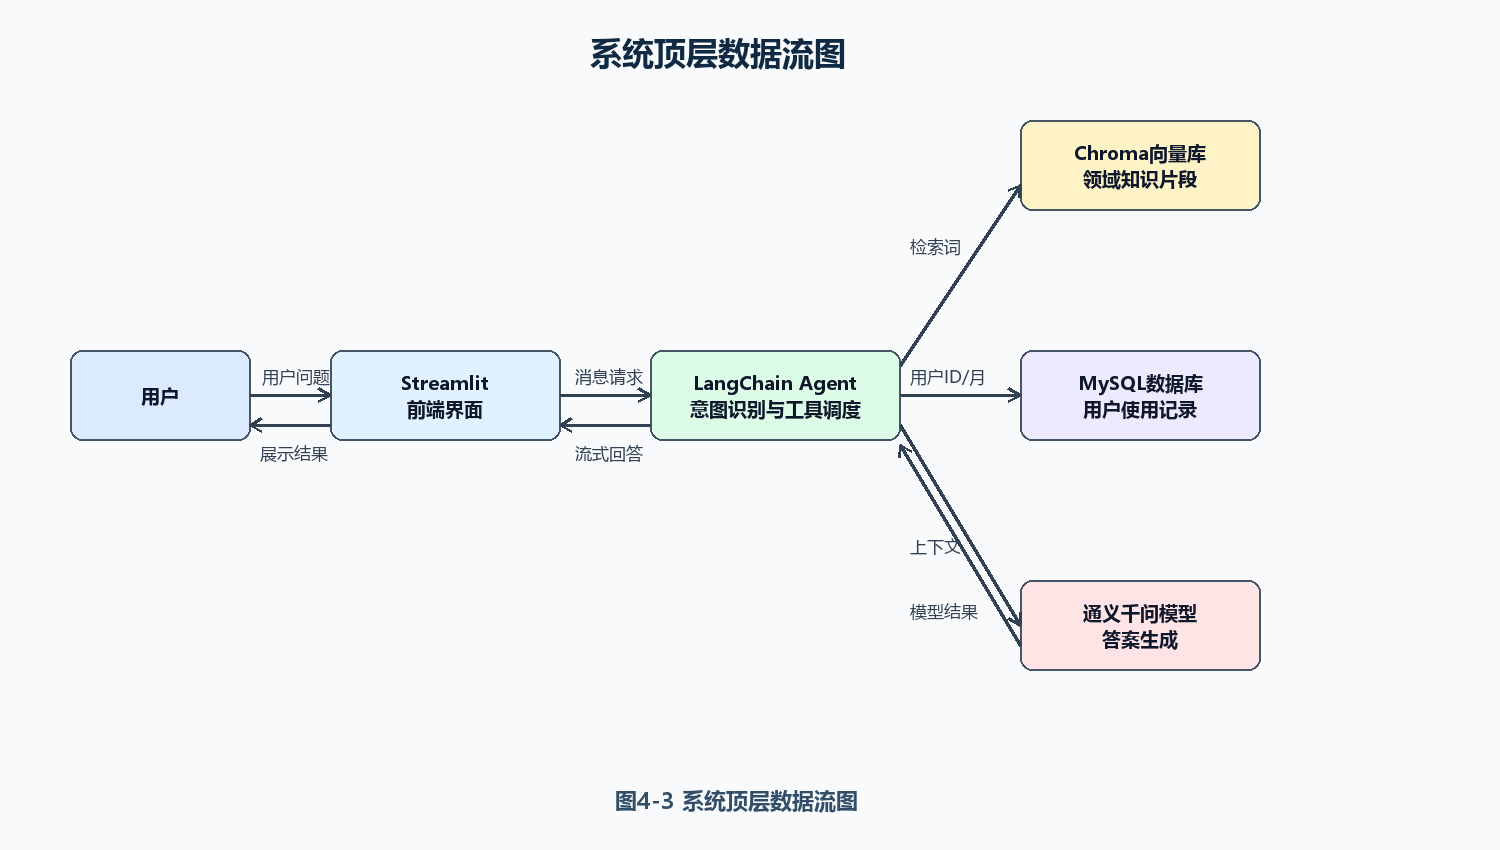 系统顶层数据流图
Chroma向量库
领域知识片段
检索词
用户
用户问题
展示结果
Streamlit
前端界面
消息请求
流式回答
LangChain Agent
意图识别与工具调度
用户ID/月
MySQL数据库
用户使用记录
上下文
模型结果
通义千问模型
答案生成
图4-3 系统顶层数据流图